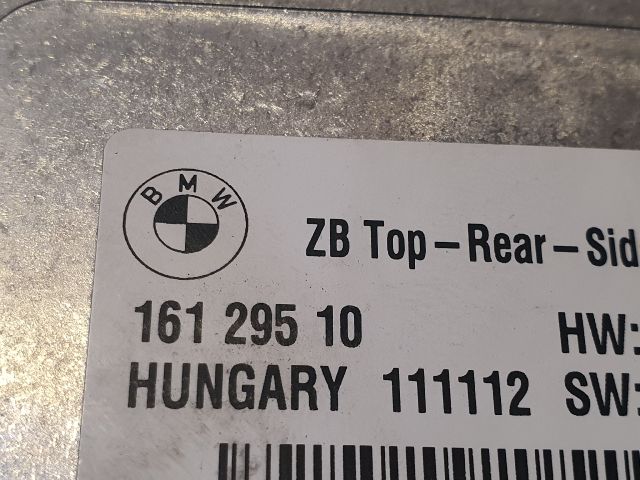 BMW
ZB Top-Rear-Sid
161 295 10 HW:
HUNGARY 111112 SW: